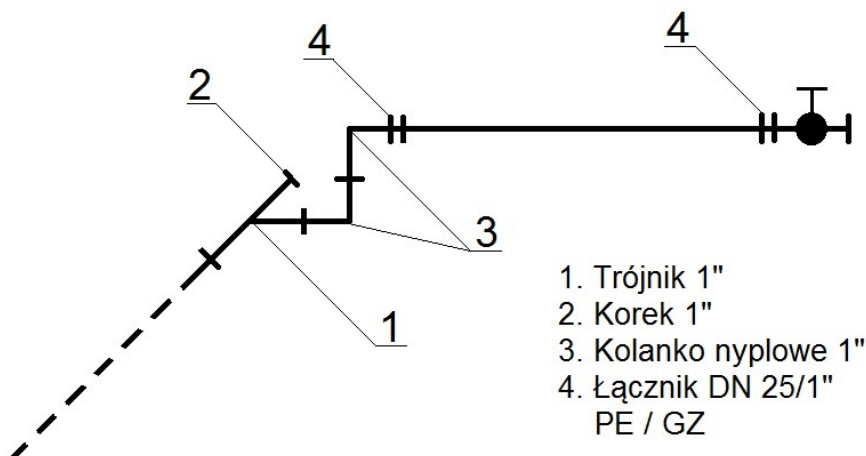 4
4
2
3
1
1. Trójnik 1"
2. Korek 1"
3. Kolanko nyplowe 1"
4. Łącznik DN 25/1"
PE / GZ